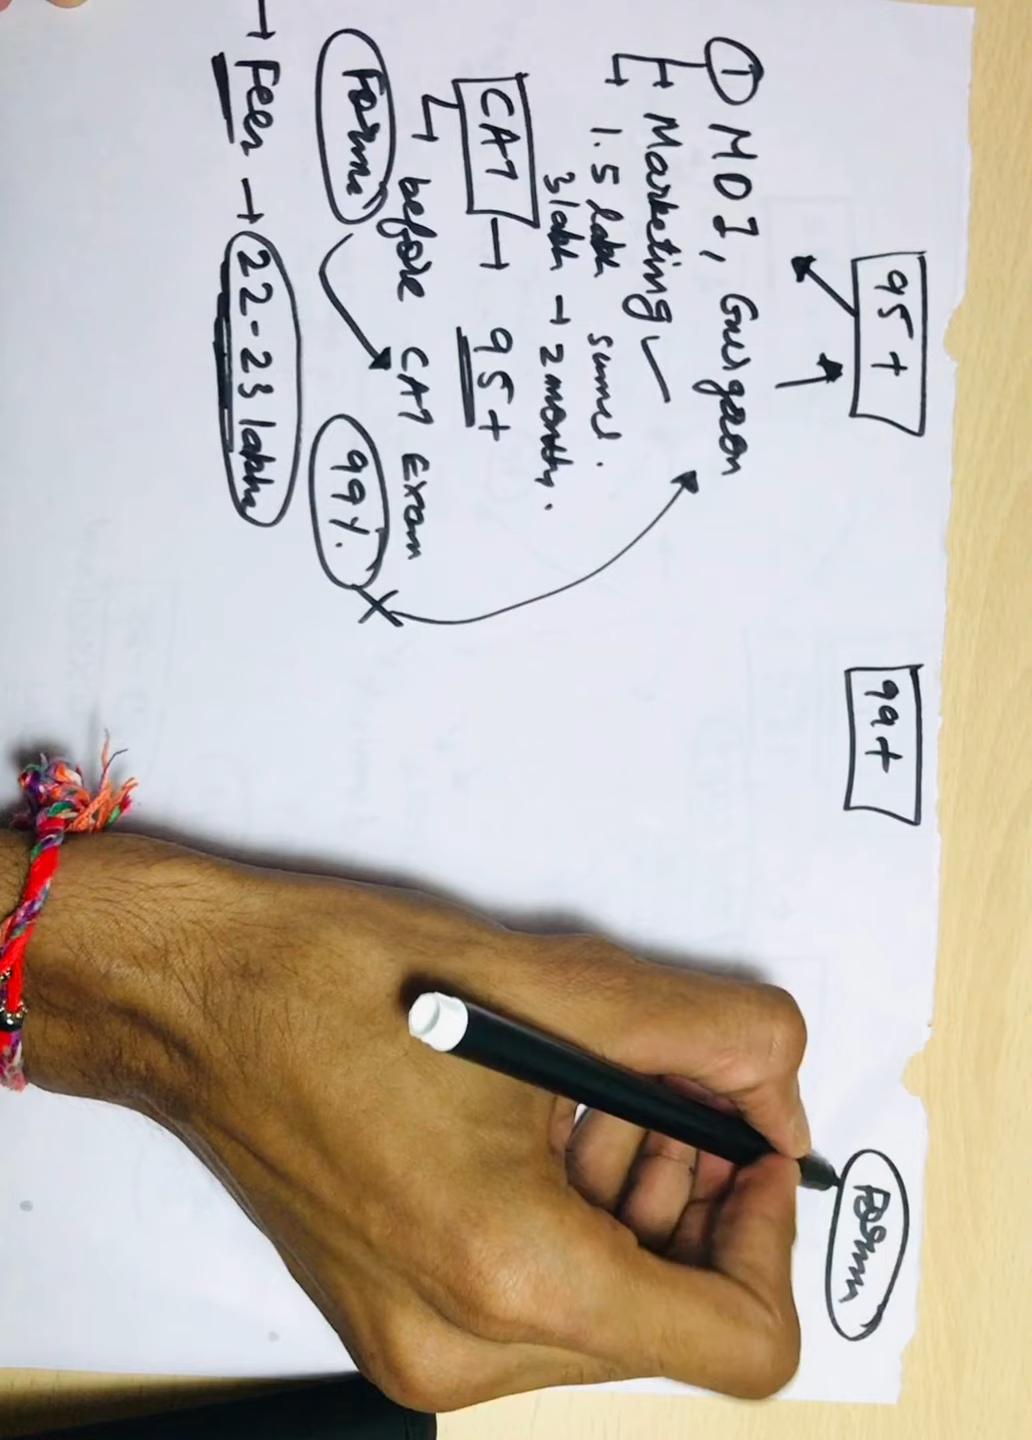 95+
99+
Form
① MDI, Gurgaon
→ Marketing ✓
→ 1.5 lakh summ.
3 lakh → 2 months.
CAT → 95+
→ before CAT Exam
Forms 99%.
→ Fees → 22-23 lakhs